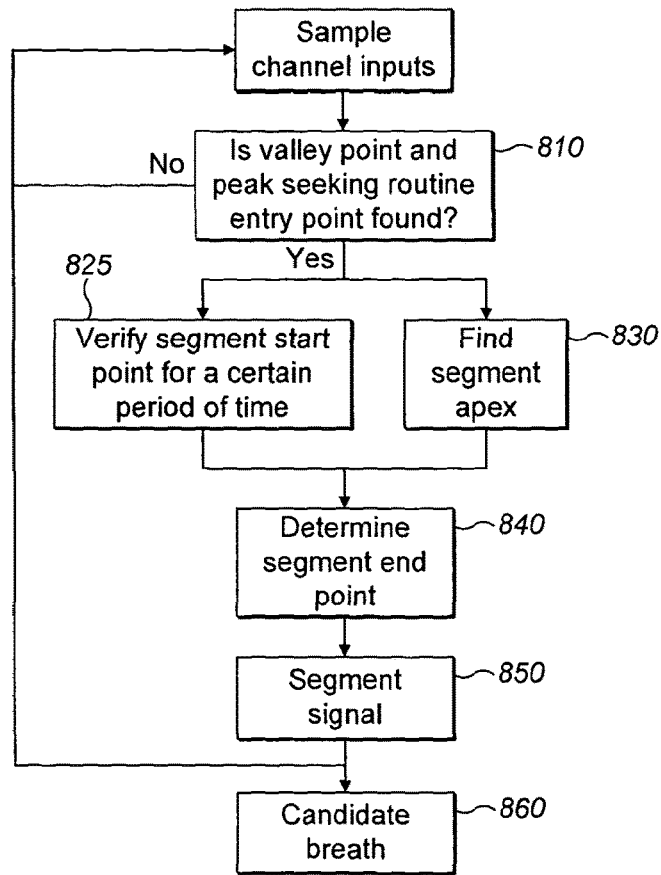 Sample
channel inputs
Is valley point and
peak seeking routine
entry point found?
810
No
Yes
825
Verify segment start
point for a certain
period of time
Find
segment
apex
830
Determine
segment end
point
840
Segment
signal
850
Candidate
breath
860